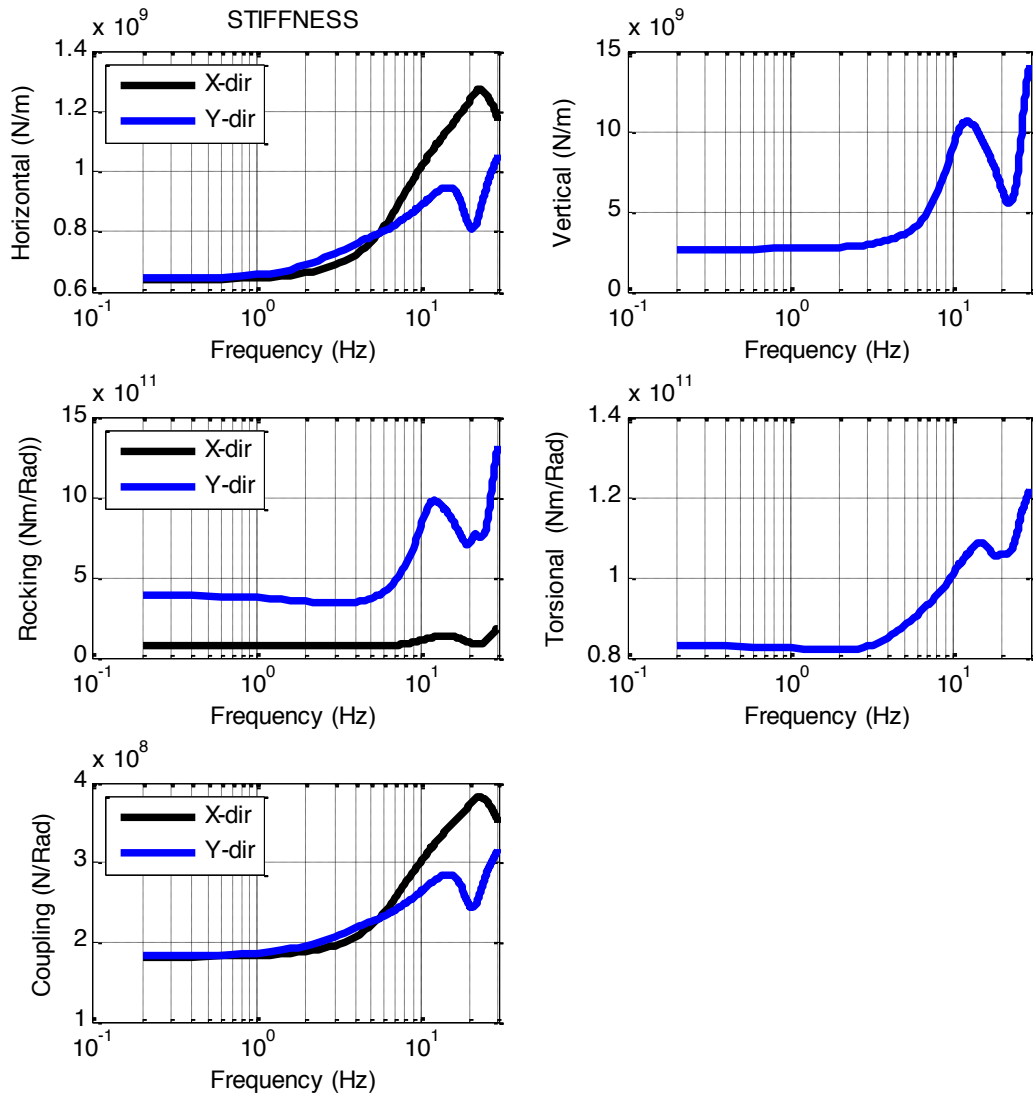 STIFFNESS
x 10^9
1.4
1.2
1
0.8
0.6
10^-1
10^0
10^1
Horizontal (N/m)
Frequency (Hz)
X-dir
Y-dir
x 10^9
15
10
5
0
10^-1
10^0
10^1
Vertical (N/m)
Frequency (Hz)
x 10^11
15
10
5
0
10^-1
10^0
10^1
Rocking (Nm/Rad))
Frequency (Hz)
X-dir
Y-dir
x 10^11
1.4
1.2
1
0.8
10^-1
10^0
10^1
Torsional (Nm/Rad)
Frequency (Hz)
x 10^8
4
3
2
1
10^-1
10^0
10^1
Coupling (N/Rad)
Frequency (Hz)
X-dir
Y-dir